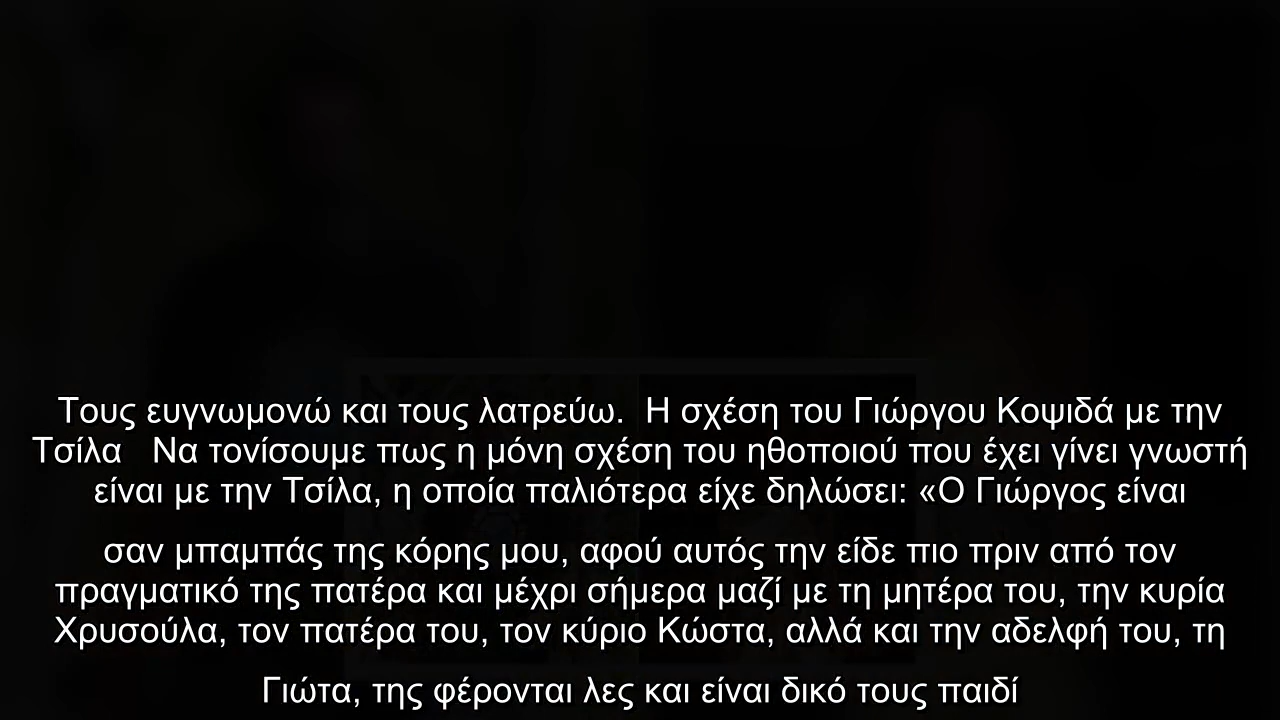 Τους ευγνωμονώ και τους λατρεύω.  Η σχέση του Γιώργου Κοψιδά με την
Τσίλα   Να τονίσουμε πως η μόνη σχέση του ηθοποιού που έχει γίνει γνωστή
είναι με την Τσίλα, η οποία παλιότερα είχε δηλώσει: «Ο Γιώργος είναι
σαν μπαμπάς της κόρης μου, αφού αυτός την είδε πιο πριν από τον
πραγματικό της πατέρα και μέχρι σήμερα μαζί με τη μητέρα του, την κυρία
Χρυσούλα, τον πατέρα του, τον κύριο Κώστα, αλλά και την αδελφή του, τη
Γιώτα, της φέρονται λες και είναι δικό τους παιδί